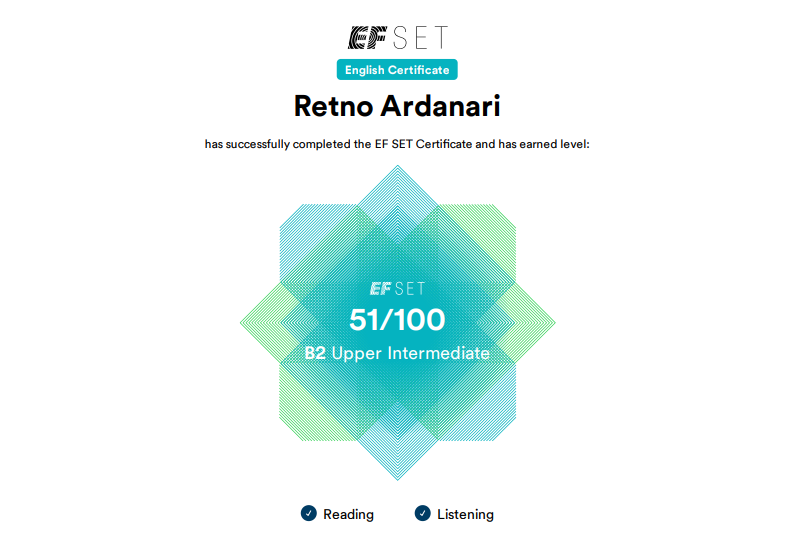 EF SET
English Certificate
Retno Ardanari
has successfully completed the EF SET Certificate and has earned level:
EF SET
51/100
B2 Upper Intermediate
Reading
Listening